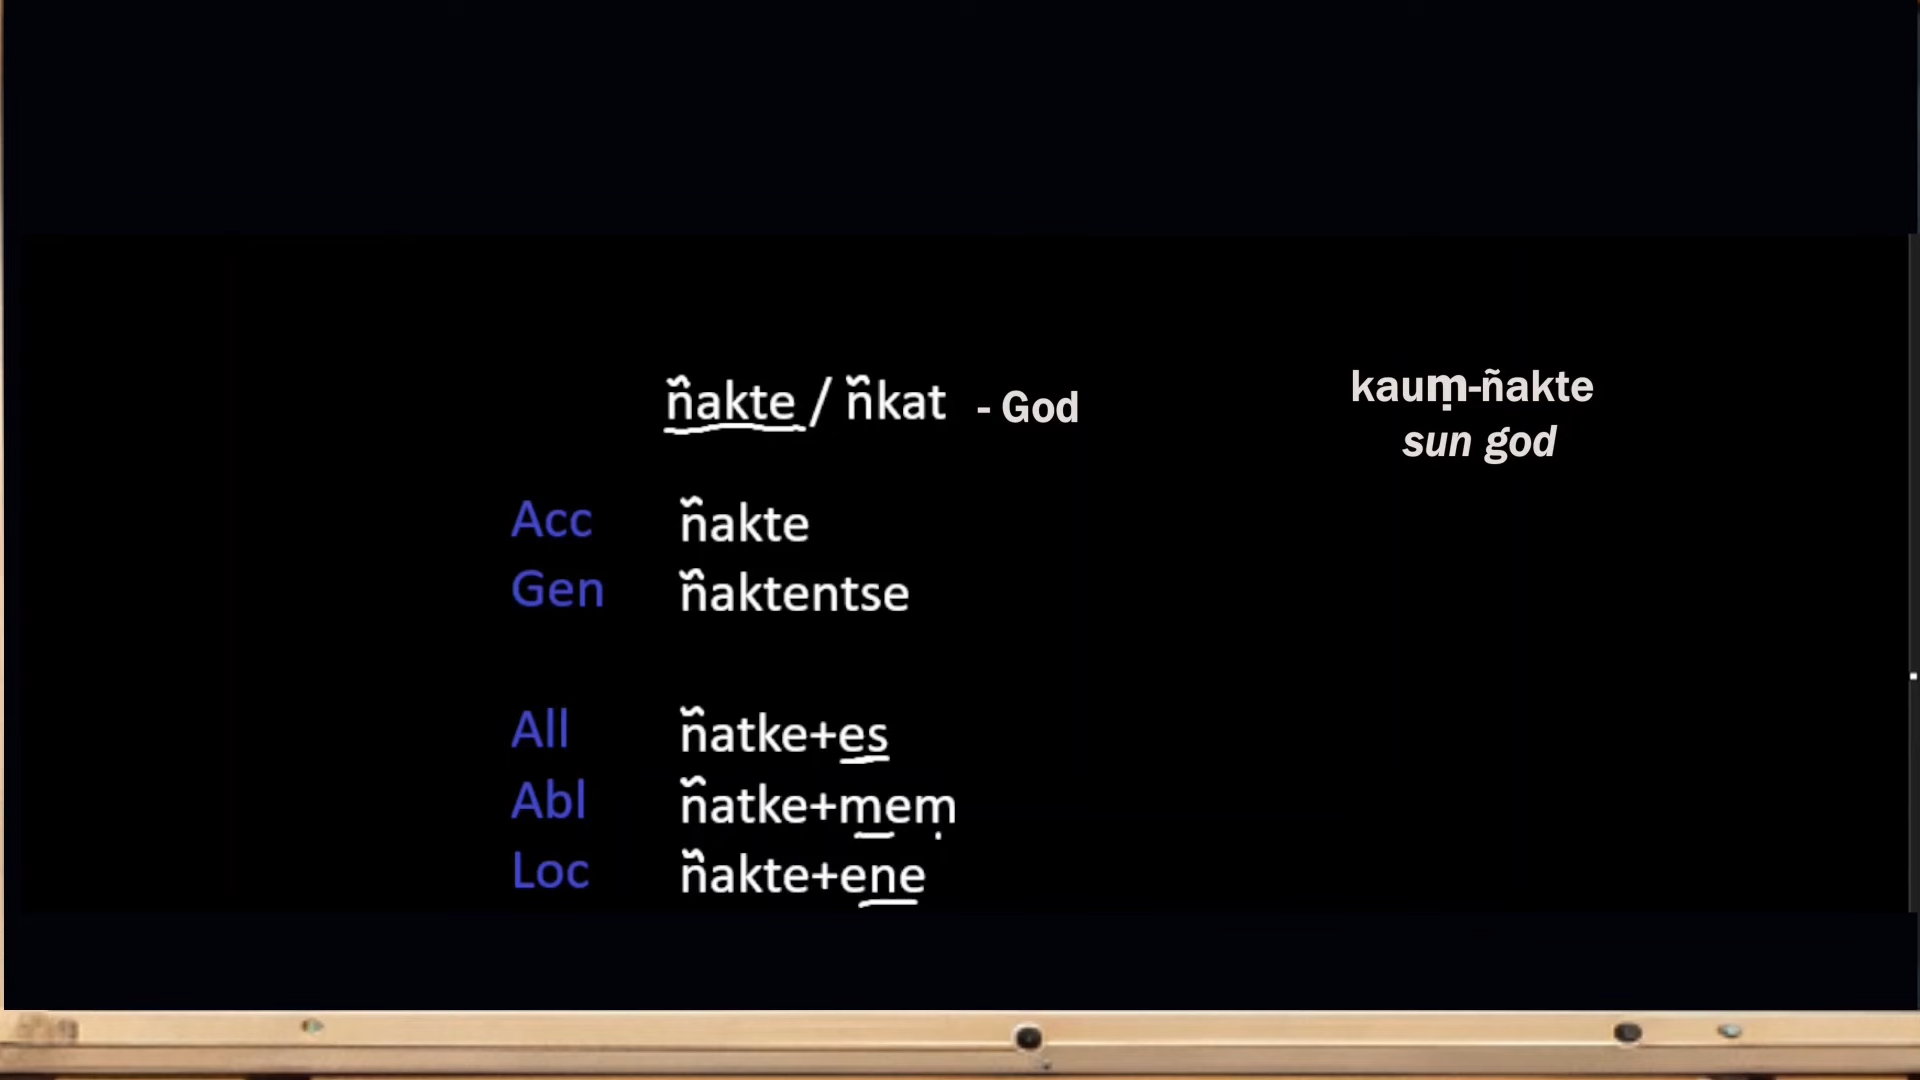 ñakte / ñkat - God
kauṃ-ñakte
sun god
Acc ñakte
Gen ñaktentse
All ñatke+es
Abl ñatke+meṃ
Loc ñakte+ene